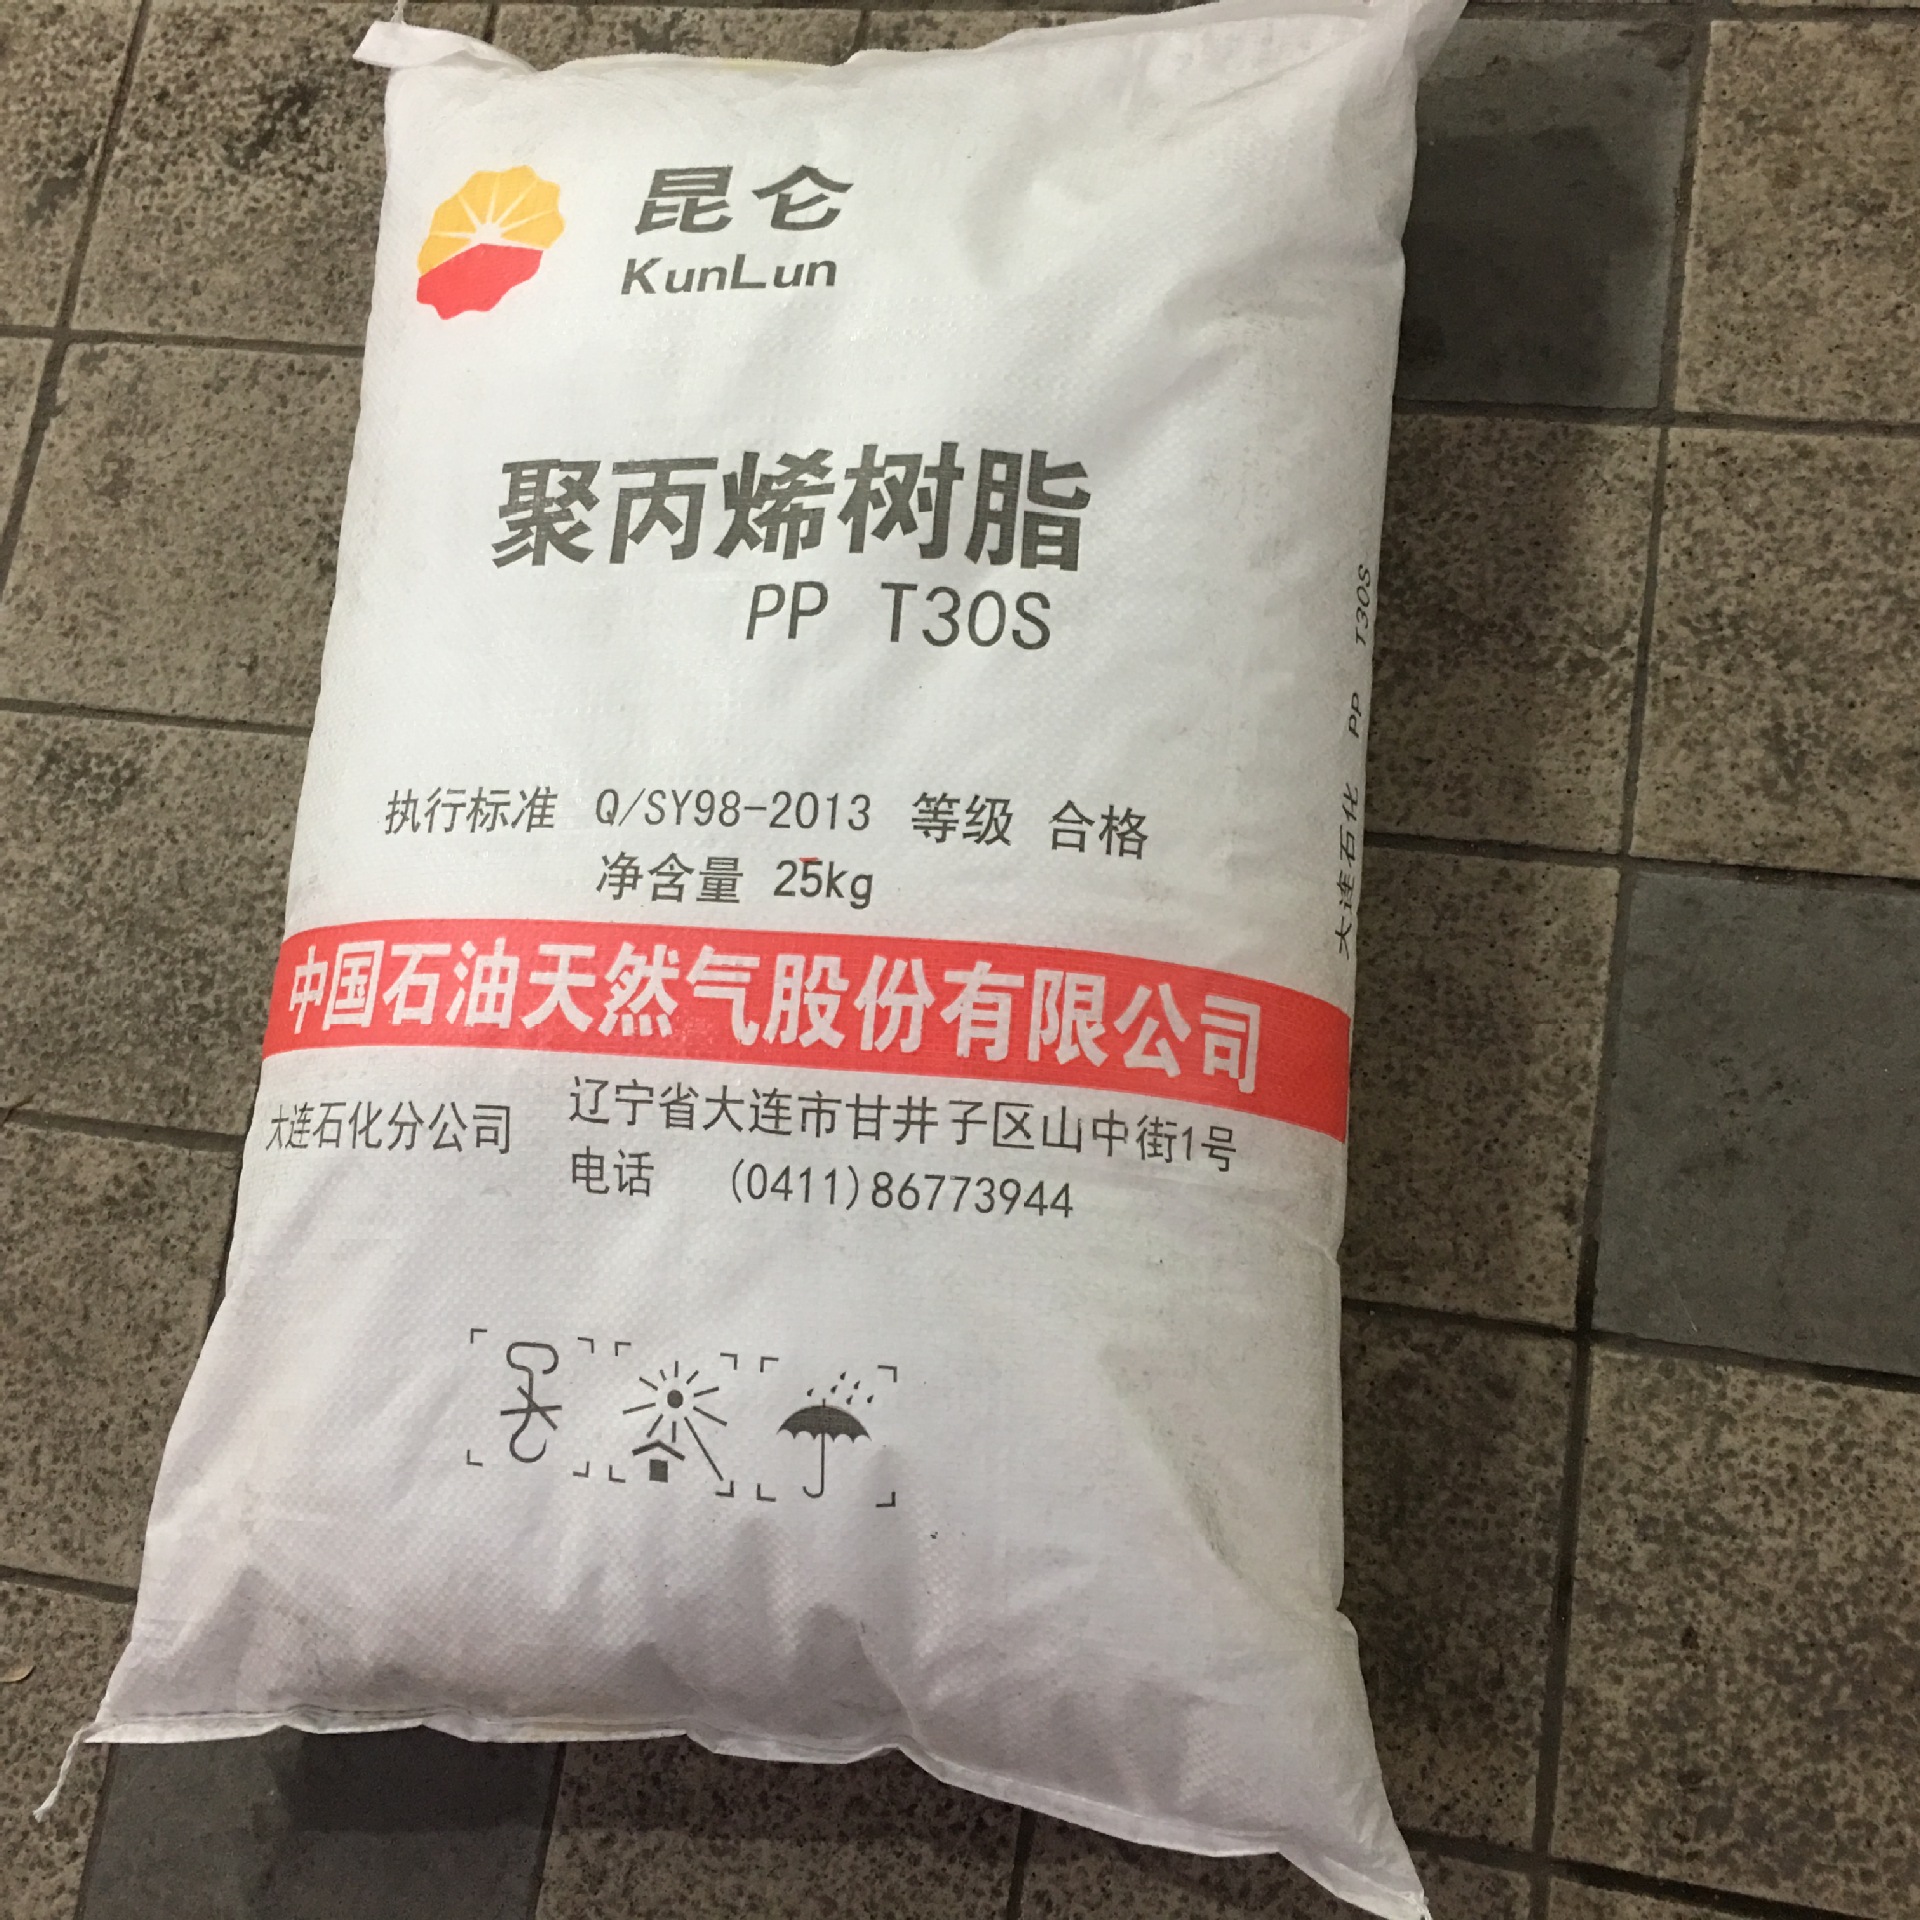 昆仑
KunLun
聚丙烯树脂
PP T30S
执行标准 Q/SY98-2013 等级 合格
净含量 25kg
中国石油天然气股份有限公司
大连石化分公司 辽宁省大连市甘井子区山中街1号
电话 (0411)86773944
大连石化 PP T30S